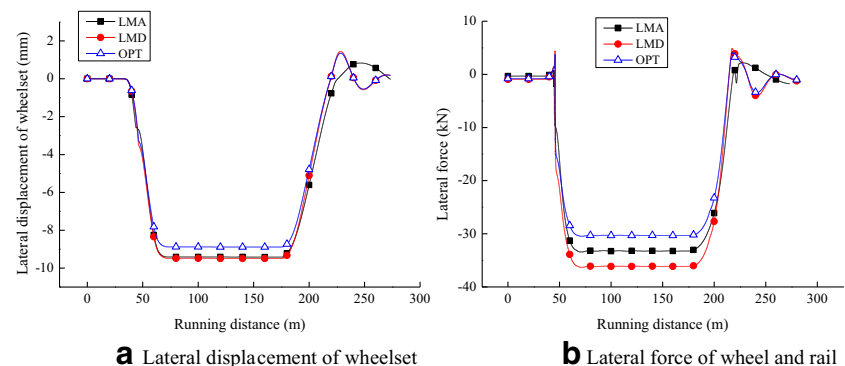 LMA
LMD
OPT
Lateral displacement of wheelset (mm)
2
0
-2
-4
-6
-8
-10
0
50
100
150
200
250
300
Running distance (m)
a Lateral displacement of wheelset
LMA
LMD
OPT
Lateral force (kN)
10
0
-10
-20
-30
-40
0
50
100
150
200
250
300
Running distance (m)
b Lateral force of wheel and rail